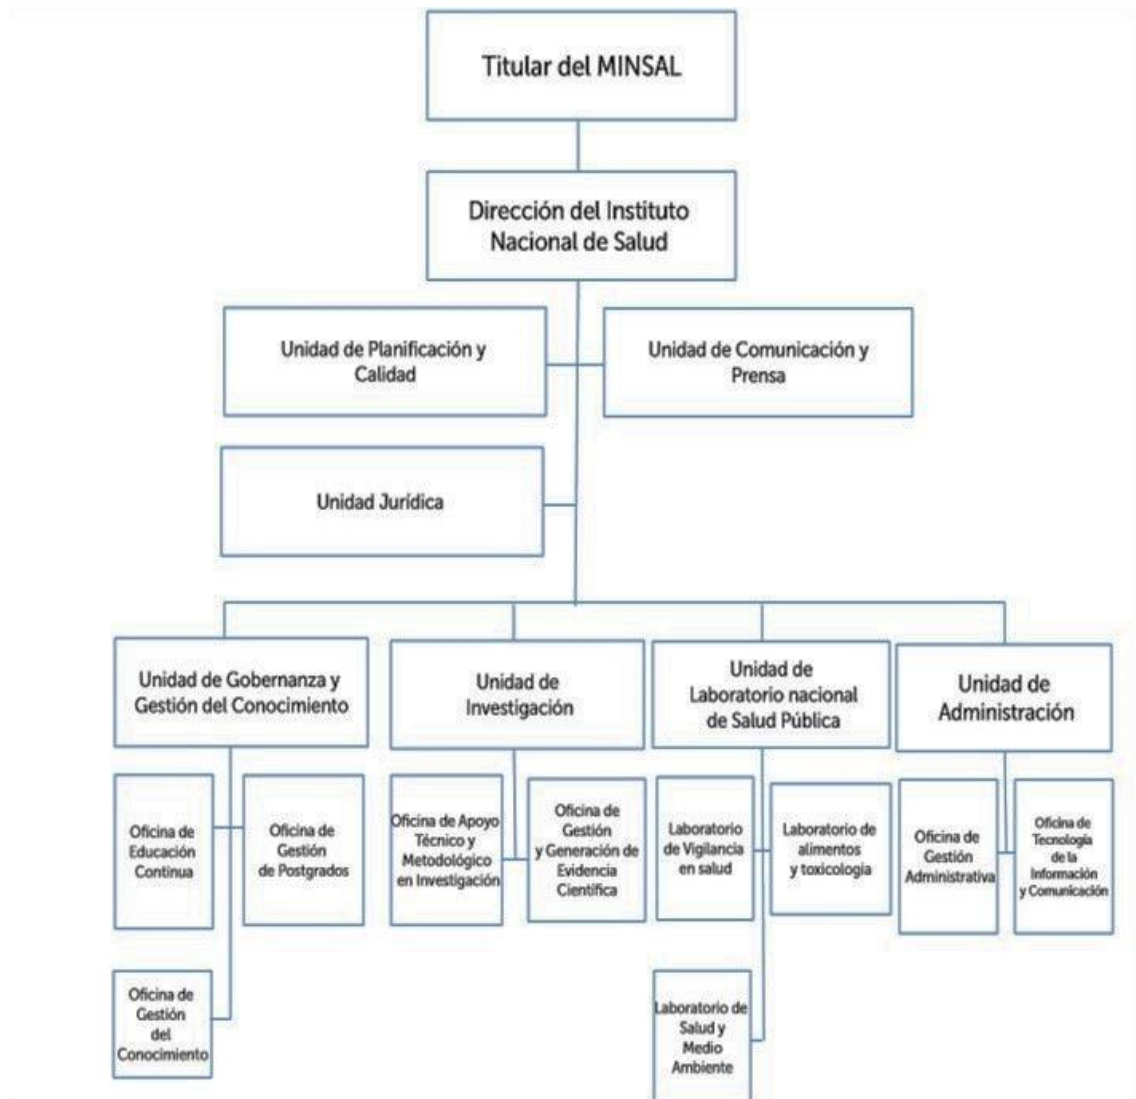 Titular del MINSAL
Dirección del Instituto
Nacional de Salud
Unidad de Planificación y
Calidad
Unidad de Comunicación y
Prensa
Unidad Jurídica
Unidad de Gobernanza y
Gestión del Conocimiento
Unidad de
Investigación
Unidad de
Laboratorio nacional
de Salud Pública
Unidad de
Administración
Oficina de
Educación
Continua
Oficina de
Gestión
de Postgrados
Oficina de Apoyo
Técnico y
Metodológico
en Investigación
Oficina de
Gestión
y Generación de
Evidencia
Científica
Laboratorio
de Vigilancia
en salud
Laboratorio de
alimentos
y toxicología
Oficina de
Gestión
Administrativa
Oficina de
Tecnología
de la
Información
y Comunicación
Oficina de
Gestión
del
Conocimiento
Laboratorio de
Salud y
Medio
Ambiente